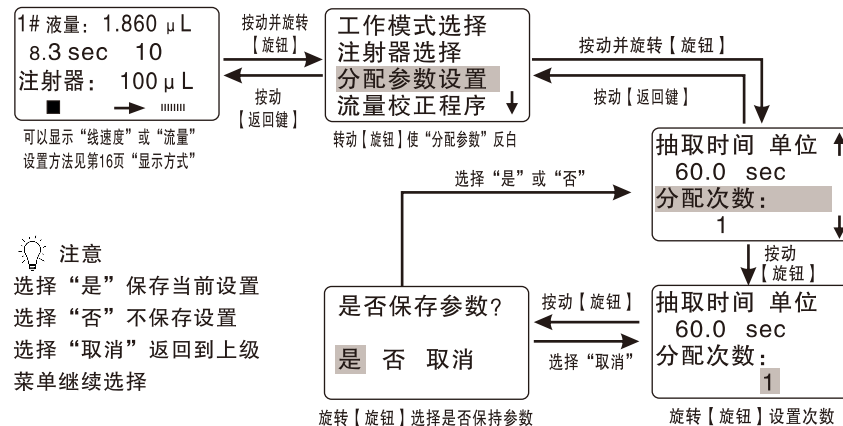 1# 液量：1.860 μL
8.3 sec 10
注射器： 100 μL
可以显示“线速度”或“流量”
设置方法见第16页“显示方式”
按动并旋转
【旋钮】
按动
【返回键】
工作模式选择
注射器选择
分配参数设置
流量校正程序
转动【旋钮】使“分配参数”反白
按动并旋转【旋钮】
按动【返回键】
抽取时间 单位
60.0 sec
分配次数：
1
按动
【旋钮】
抽取时间 单位
60.0 sec
分配次数：
1
旋转【旋钮】设置次数
按动【旋钮】
选择“取消”
选择“是”或“否”
是否保存参数？
是 否 取消
旋转【旋钮】选择是否保持参数
注意
选择“是”保存当前设置
选择“否”不保存设置
选择“取消”返回到上级
菜单继续选择